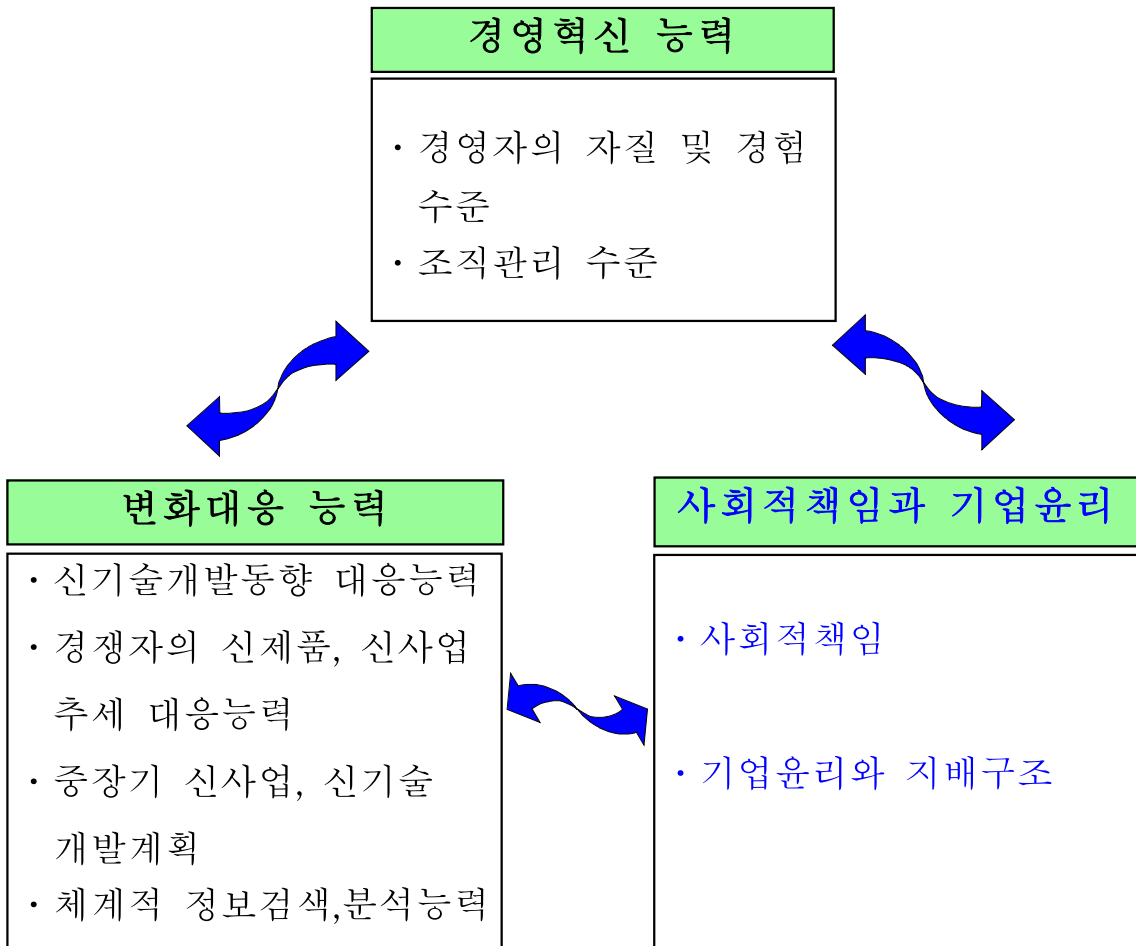 경영혁신 능력
· 경영자의 자질 및 경험
수준
· 조직관리 수준
변화대응 능력
· 신기술개발동향 대응능력
· 경쟁자의 신제품, 신사업
추세 대응능력
· 중장기 신사업, 신기술
개발계획
· 체계적 정보검색,분석능력
사회적책임과 기업윤리
· 사회적책임
· 기업윤리와 지배구조